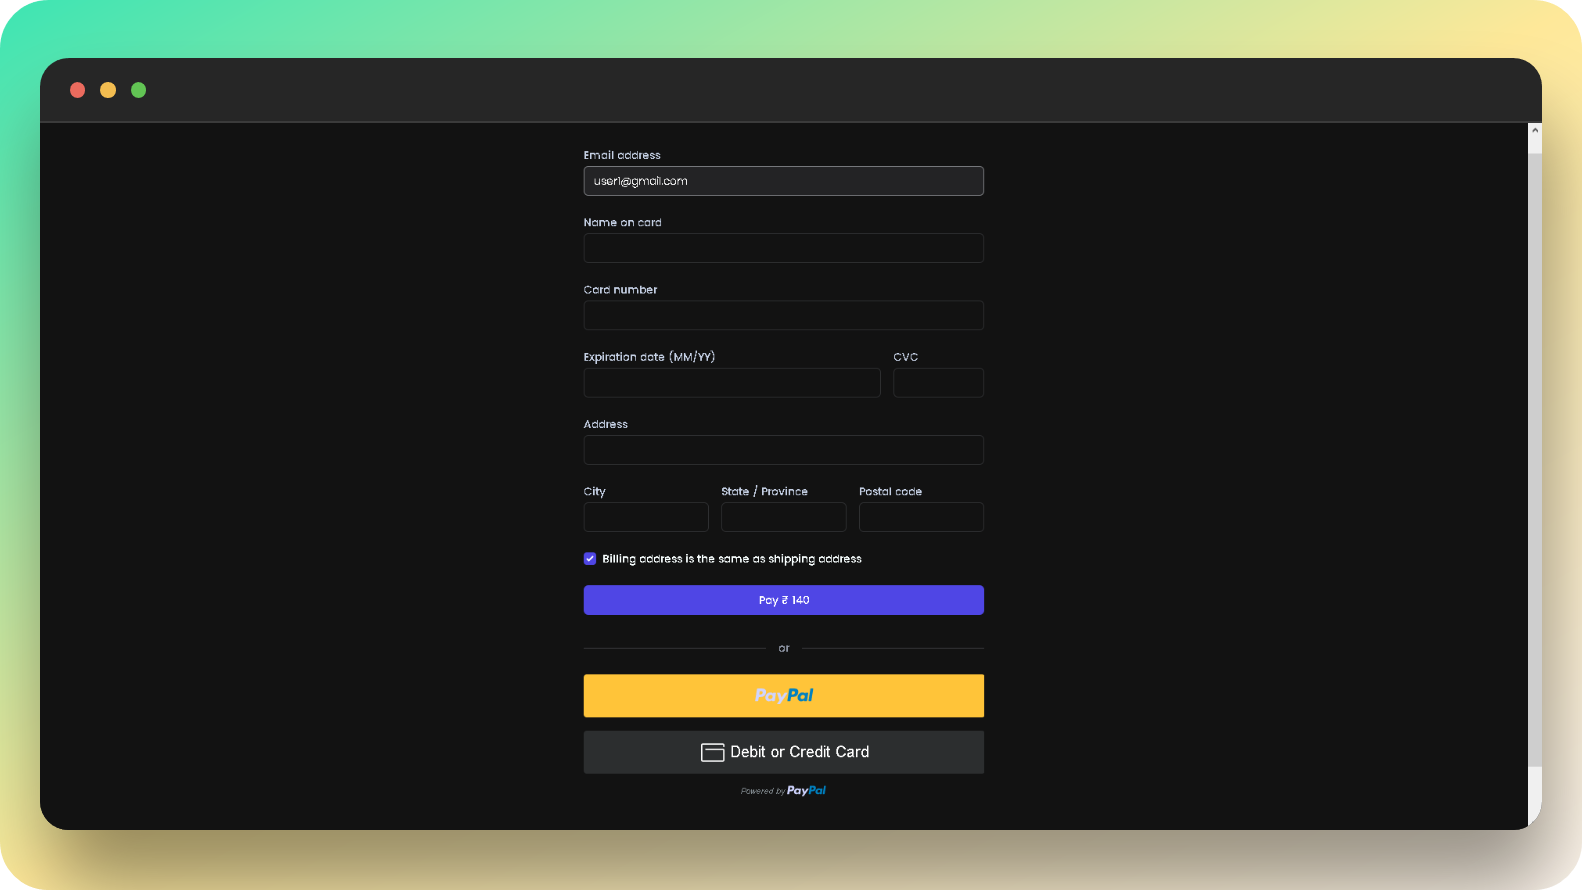 Email address
user1@gmail.com
Name on card
Card number
Expiration date (MM/YY) CVC
Address
City State / Province Postal code
Billing address is the same as shipping address
Pay ₹ 140
or
PayPal
Debit or Credit Card
Powered by PayPal